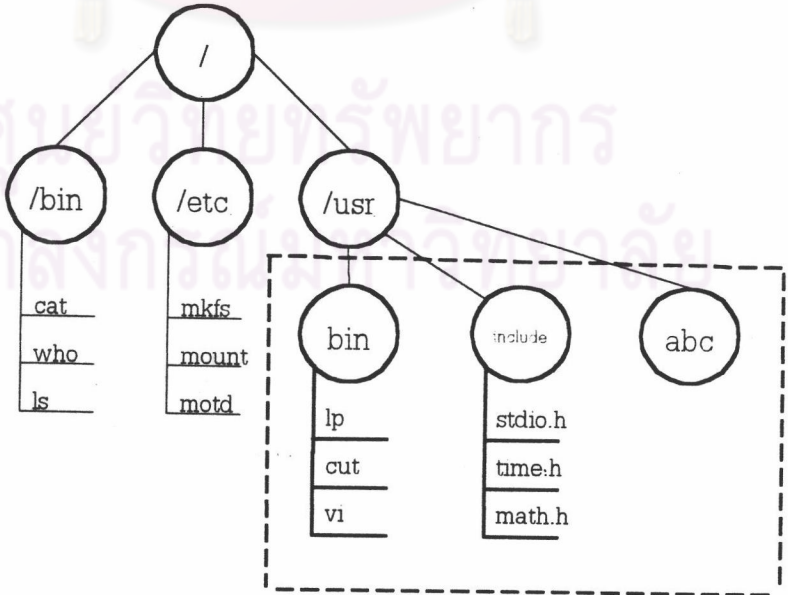 /
/bin
/etc
/usr
cat
who
ls
mkfs
mount
motd
bin
include
abc
lp
cut
vi
stdio.h
time.h
math.h
ศูนย์วิทยทรัพยากร